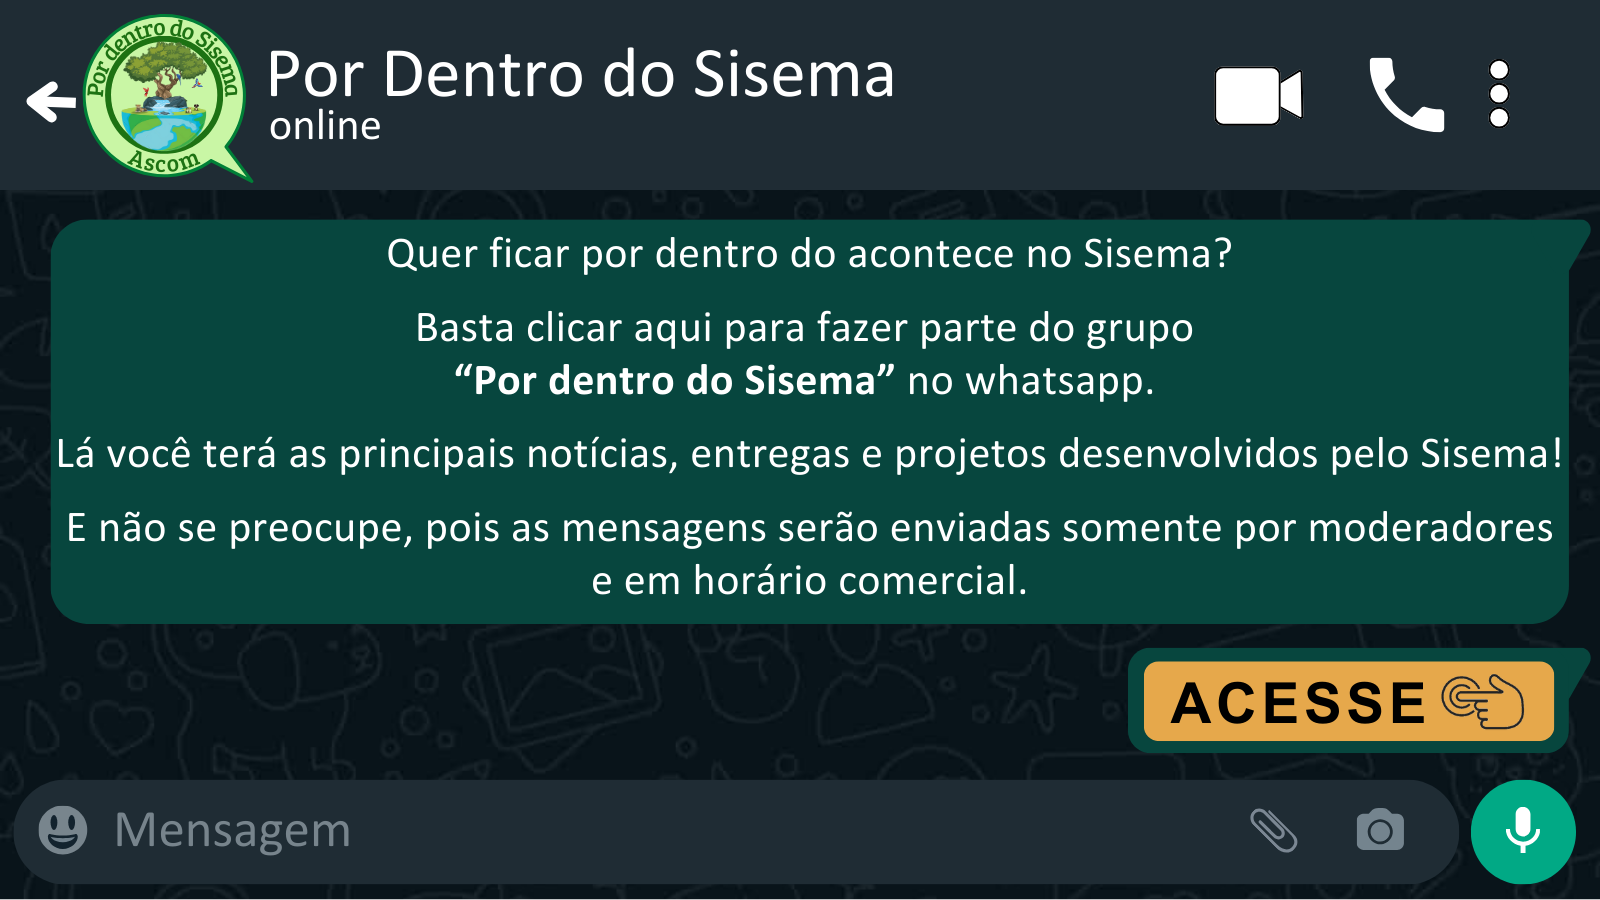 Por dentro do Sisema
Ascom
Por Dentro do Sisema
online
Quer ficar por dentro do acontece no Sisema?
Basta clicar aqui para fazer parte do grupo
“Por dentro do Sisema” no whatsapp.
Lá você terá as principais notícias, entregas e projetos desenvolvidos pelo Sisema!
E não se preocupe, pois as mensagens serão enviadas somente por moderadores
e em horário comercial.
ACESSE
Mensagem